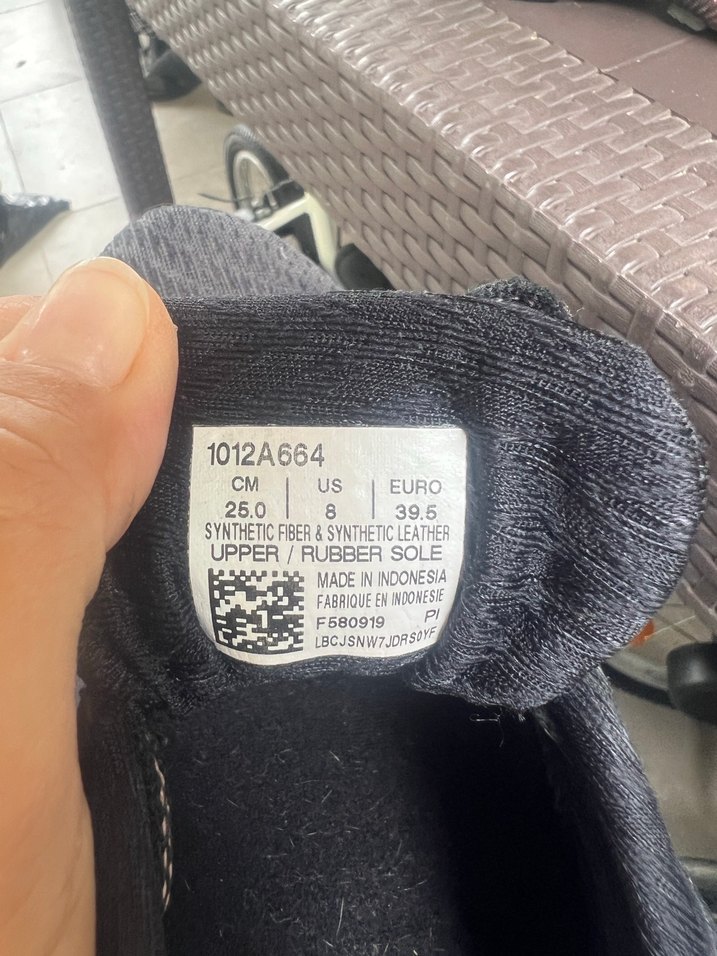 1012A664
CM | US | EURO
25.0 | 8 | 39.5
SYNTHETIC FIBER & SYNTHETIC LEATHER
UPPER / RUBBER SOLE
MADE IN INDONESIA
FABRIQUE EN INDONESIE
F580919 PI
LBCJSNW7JDRS0YF